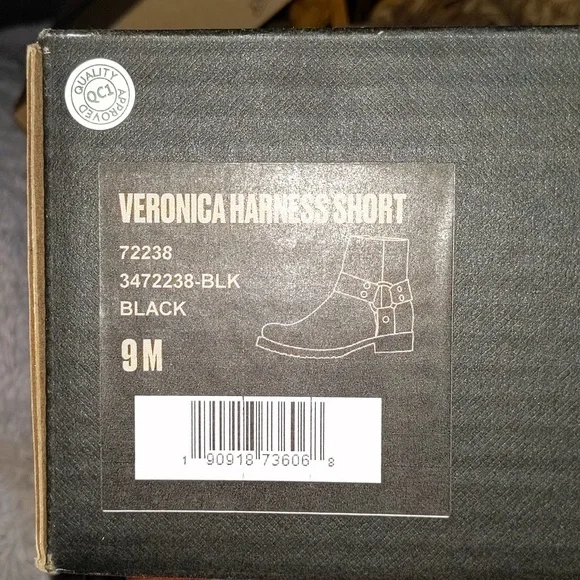 QUALITY APPROVED
QC1
VERONICA HARNESS SHORT
72238
3472238-BLK
BLACK
9 M
1 90918 73606 8